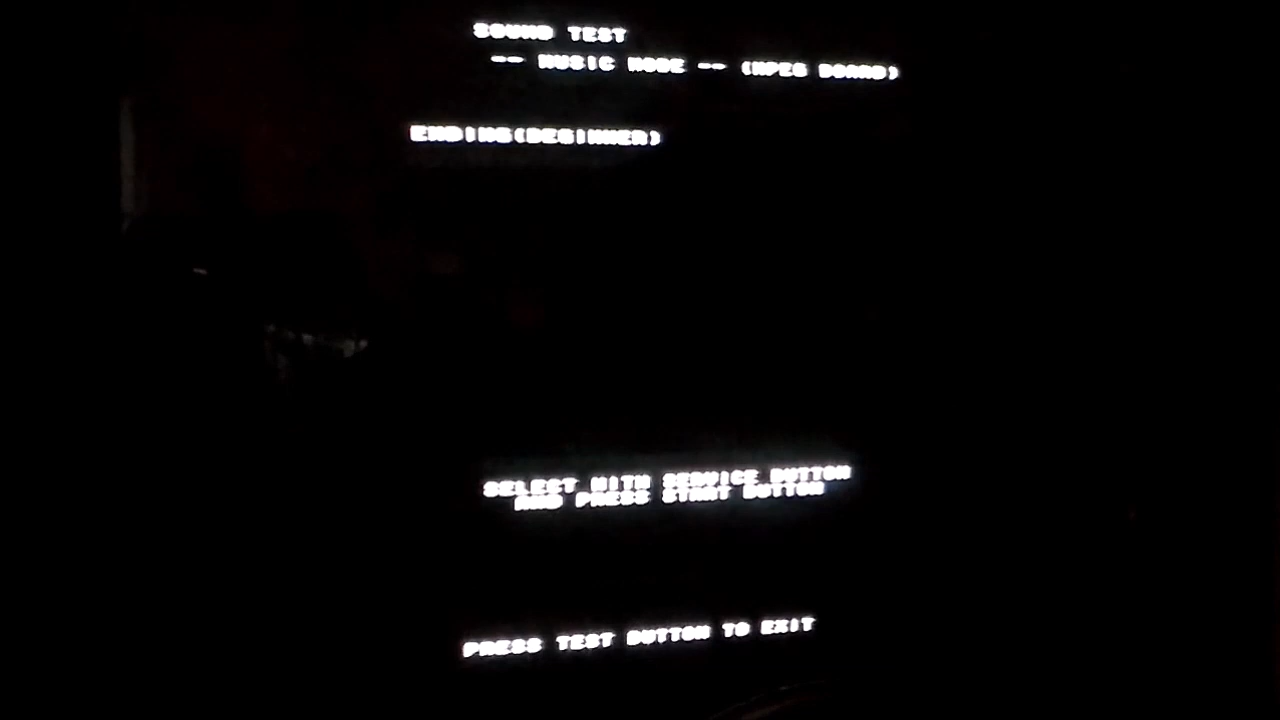 SOUND TEST
-- MUSIC MODE -- (MPEG BOARD)
ENDING(BEGINNER)
SELECT WITH SERVICE BUTTON
AND PRESS START BUTTON
PRESS TEST BUTTON TO EXIT